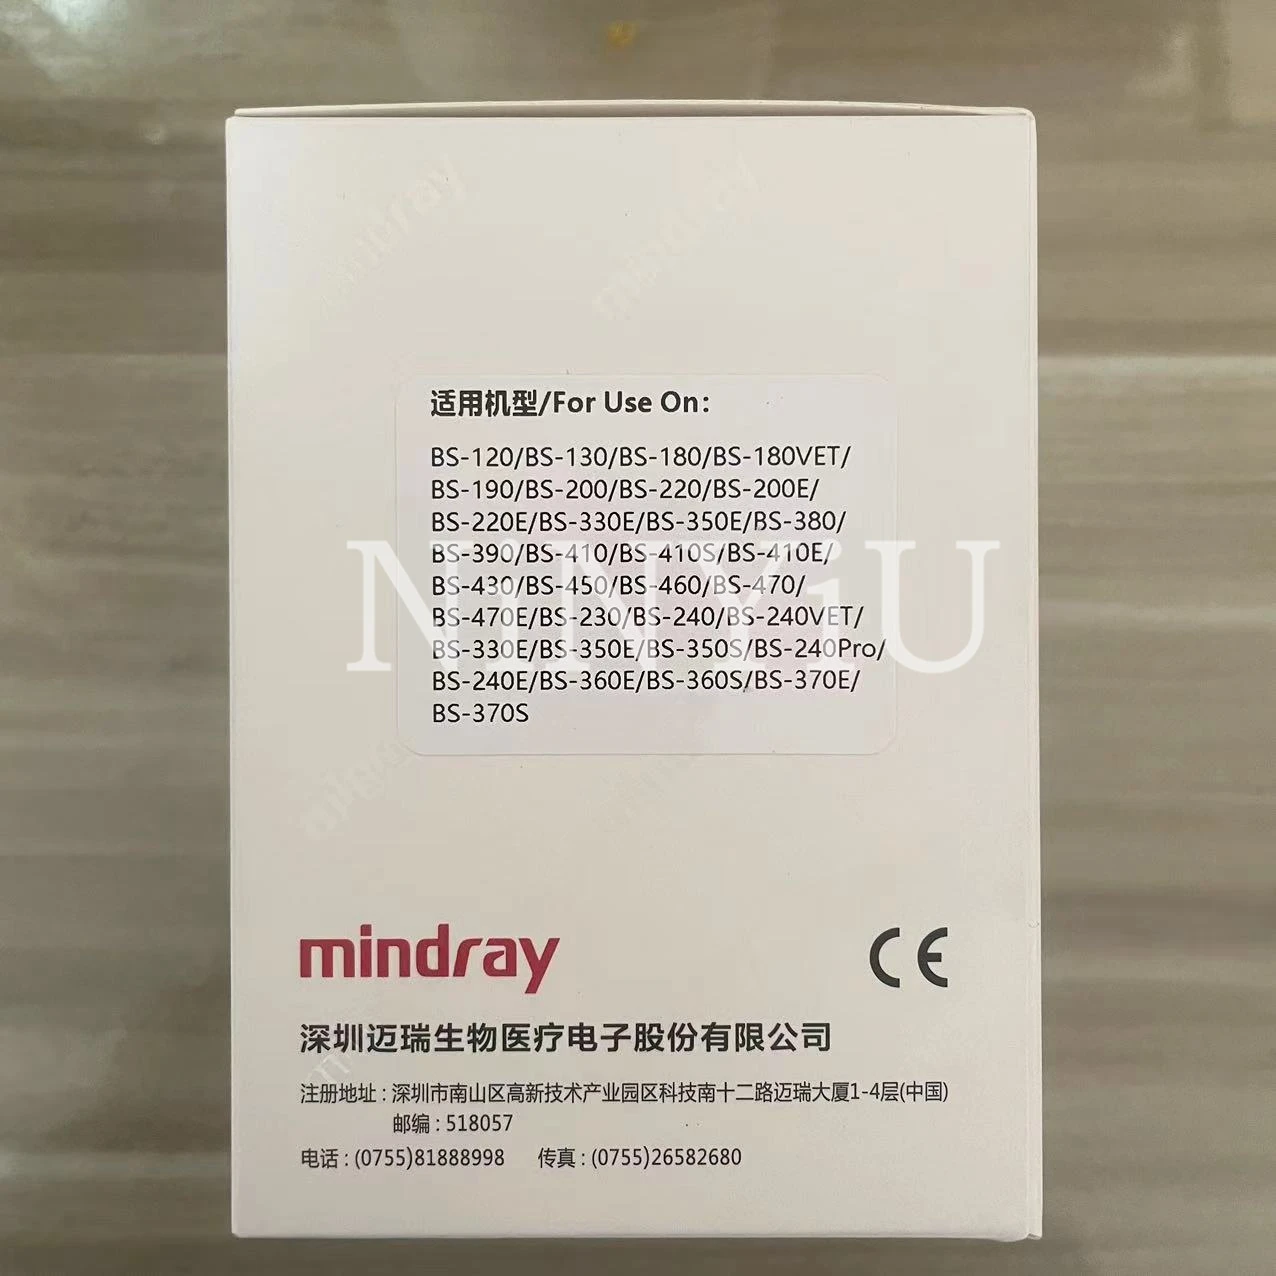 适用机型/For Use On:
BS-120/BS-130/BS-180/BS-180VET/
BS-190/BS-200/BS-220/BS-200E/
BS-220E/BS-330E/BS-350E/BS-380/
BS-390/BS-410/BS-410S/BS-410E/
BS-430/BS-450/BS-460/BS-470/
BS-470E/BS-230/BS-240/BS-240VET/
BS-330E/BS-350E/BS-350S/BS-240Pro/
BS-240E/BS-360E/BS-360S/BS-370E/
BS-370S
NiNYiU
mindray
CE
深圳迈瑞生物医疗电子股份有限公司
注册地址:深圳市南山区高新技术产业园区科技南十二路迈瑞大厦1-4层(中国)
邮编:518057
电话:(0755)81888998 传真:(0755)26582680